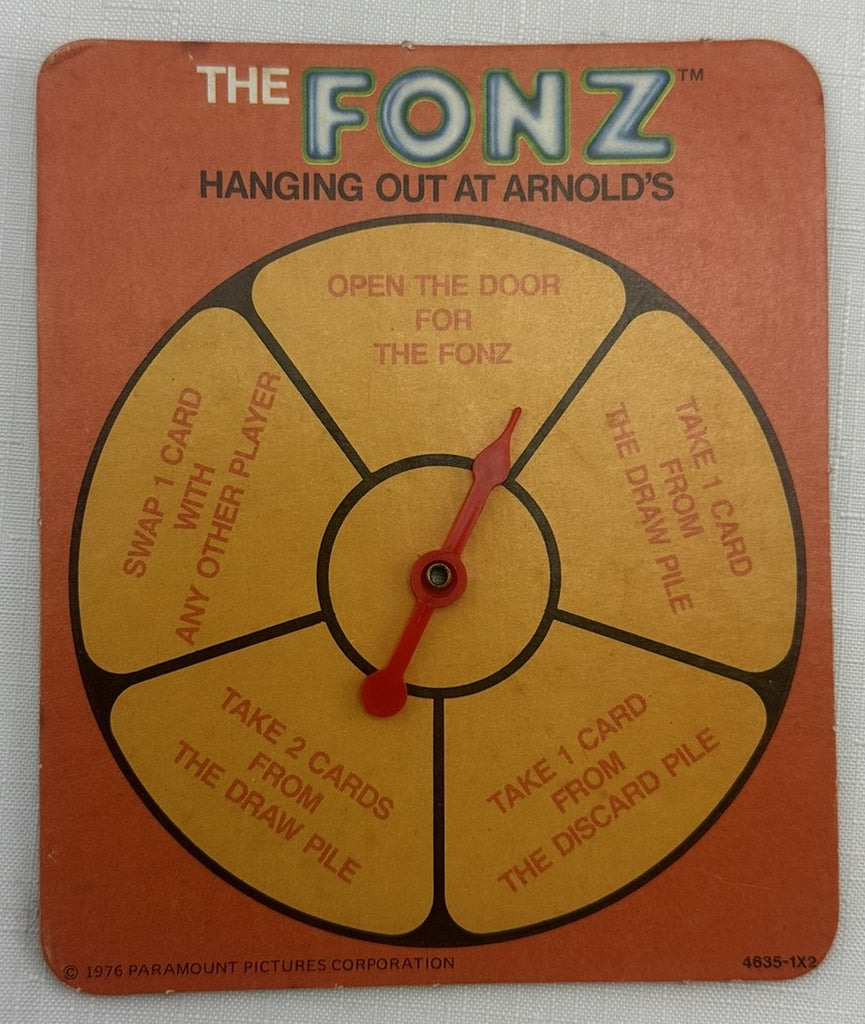 THE FONZ™
HANGING OUT AT ARNOLD'S
OPEN THE DOOR
FOR
THE FONZ
TAKE 1 CARD
FROM
THE DRAW PILE
TAKE 1 CARD
FROM
THE DISCARD PILE
TAKE 2 CARDS
FROM
THE DRAW PILE
SWAP 1 CARD
WITH
ANY OTHER PLAYER
© 1976 PARAMOUNT PICTURES CORPORATION
4635-1X2